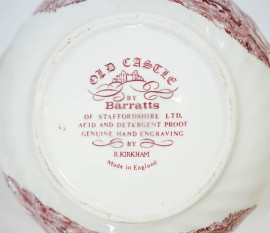 OLD CASTLE
BY
Barratts
OF STAFFORDSHIRE LTD.
ACID AND DETERGENT PROOF
GENUINE HAND ENGRAVING
BY
R.KIRKHAM
Made in England